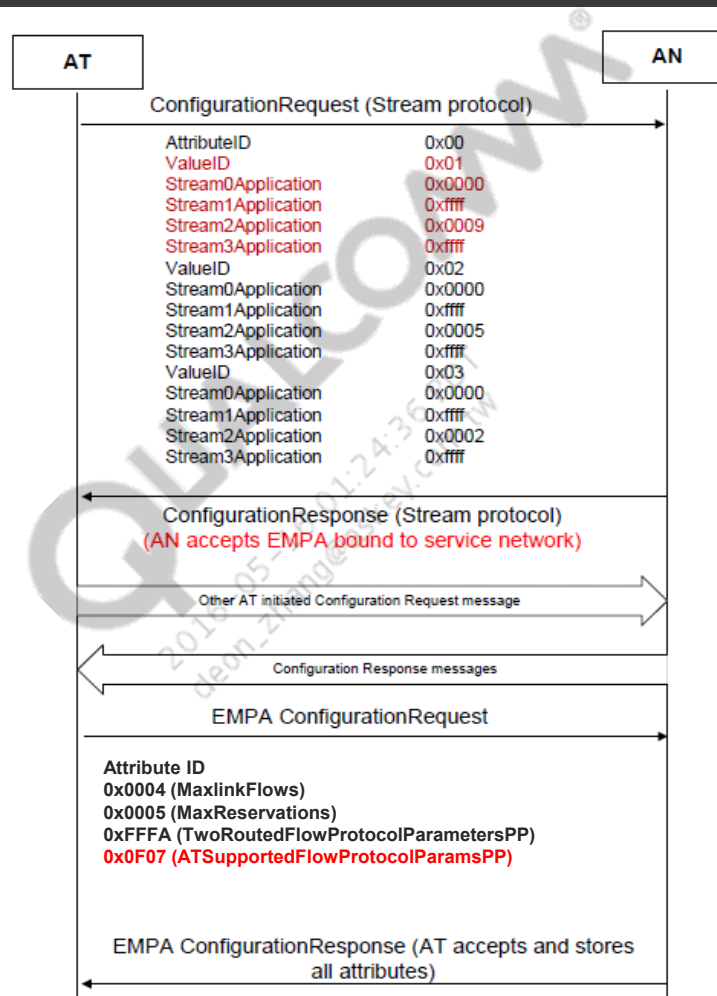 AT
AN
ConfigurationRequest (Stream protocol)
AttributeID 0x00
ValueID 0x01
Stream0Application 0x0000
Stream1Application 0xffff
Stream2Application 0x0009
Stream3Application 0xffff
ValueID 0x02
Stream0Application 0x0000
Stream1Application 0xffff
Stream2Application 0x0005
Stream3Application 0xffff
ValueID 0x03
Stream0Application 0x0000
Stream1Application 0xffff
Stream2Application 0x0002
Stream3Application 0xffff
ConfigurationResponse (Stream protocol)
(AN accepts EMPA bound to service network)
Other AT initiated Configuration Request message
Configuration Response messages
EMPA ConfigurationRequest
Attribute ID
0x0004 (MaxlinkFlows)
0x0005 (MaxReservations)
0xFFFA (TwoRoutedFlowProtocolParametersPP)
0x0F07 (ATSupportedFlowProtocolParamsPP)
EMPA ConfigurationResponse (AT accepts and stores
all attributes)
QUALCOMM®